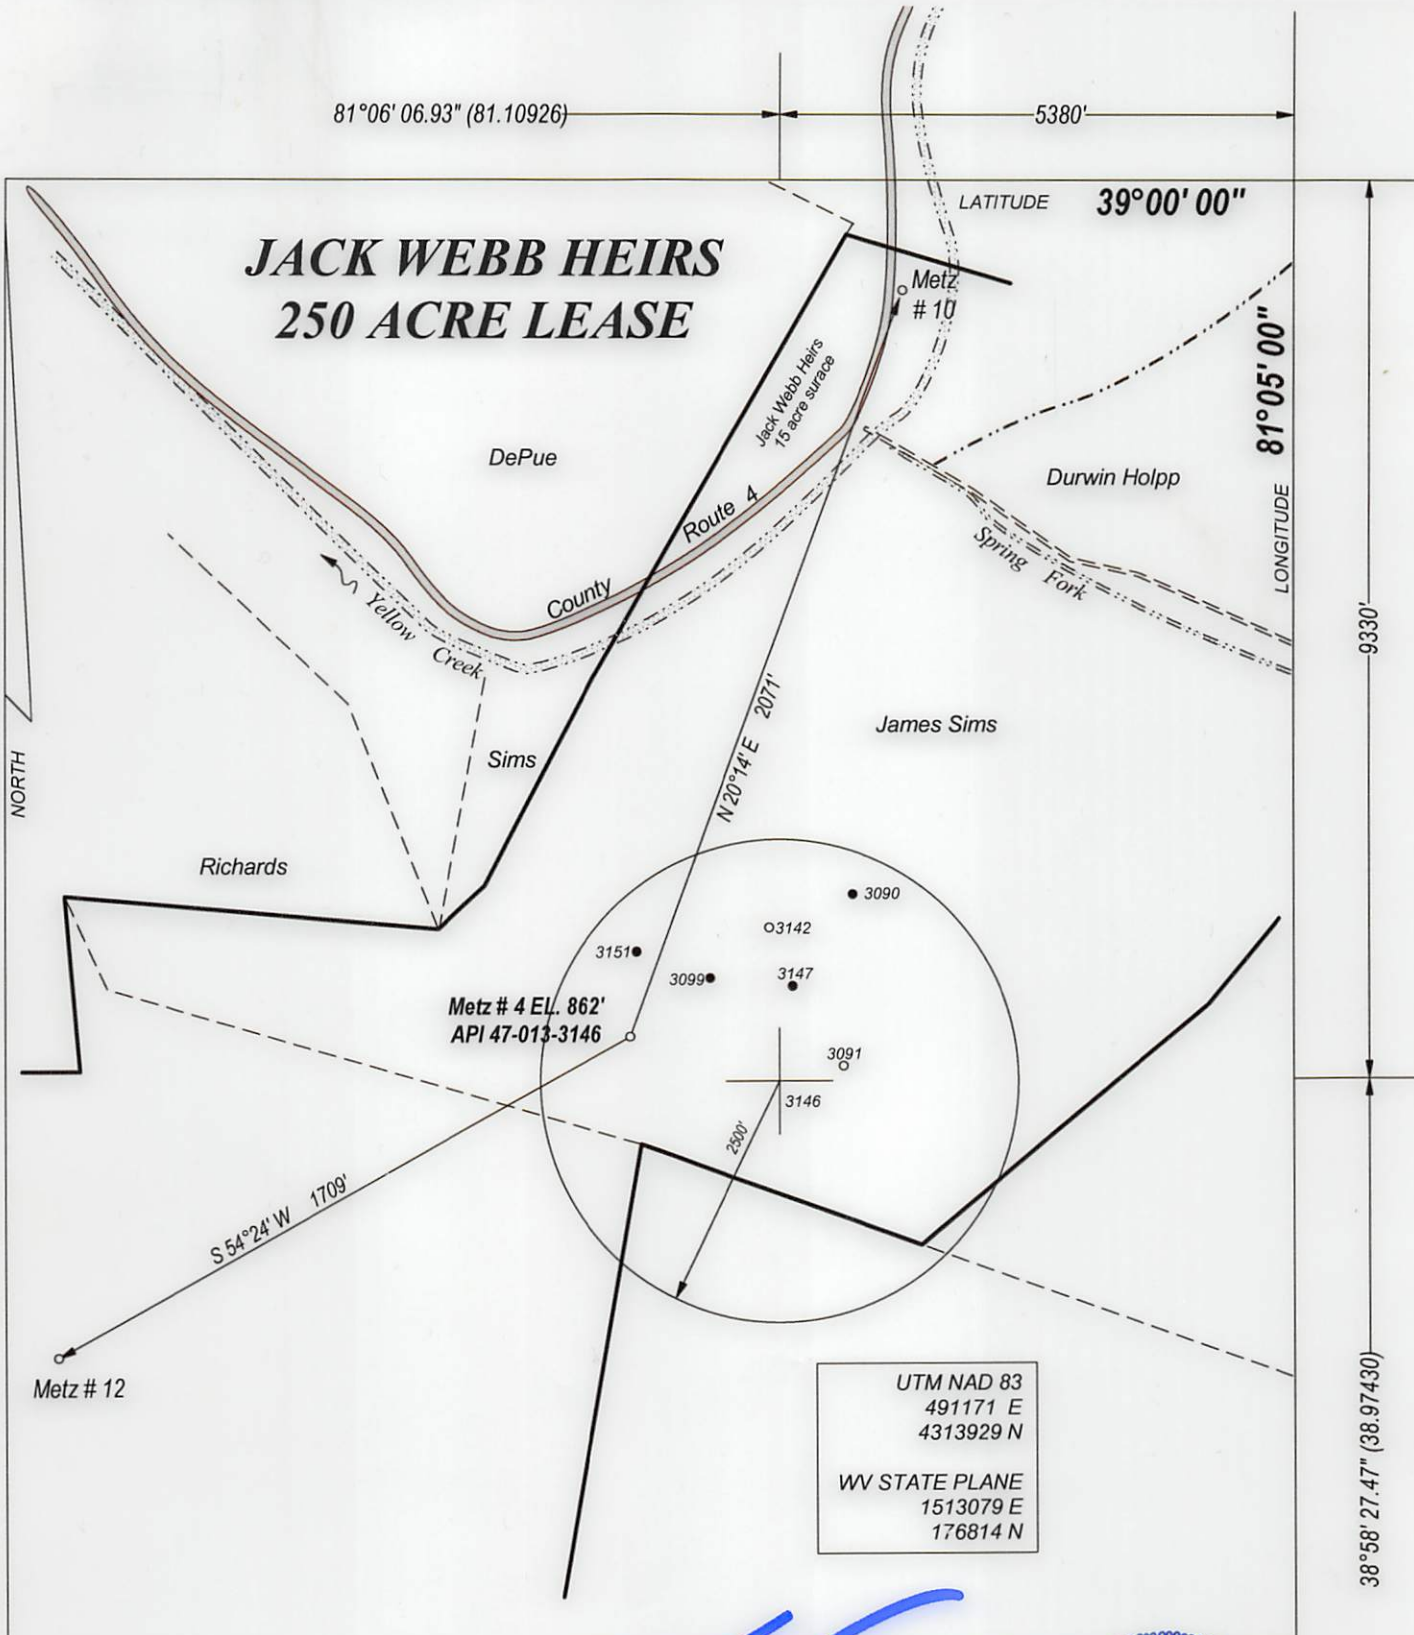 81°06' 06.93" (81.10926)
5380'
LATITUDE 39°00' 00"
JACK WEBB HEIRS
250 ACRE LEASE
Metz
# 10
LONGITUDE 81°05' 00"
Jack Webb Heirs
15 acre surace
DePue
Durwin Holpp
County Route 4
Spring Fork
Yellow Creek
9330'
N 20°14' E 2071'
James Sims
Sims
NORTH
Richards
3090
3142
3151
3099
3147
Metz # 4 EL. 862'
API 47-013-3146
3091
3146
2500'
S 54°24' W 1709'
Metz # 12
UTM NAD 83
491171 E
4313929 N
WV STATE PLANE
1513079 E
176814 N
38°58' 27.47" (38.97430)